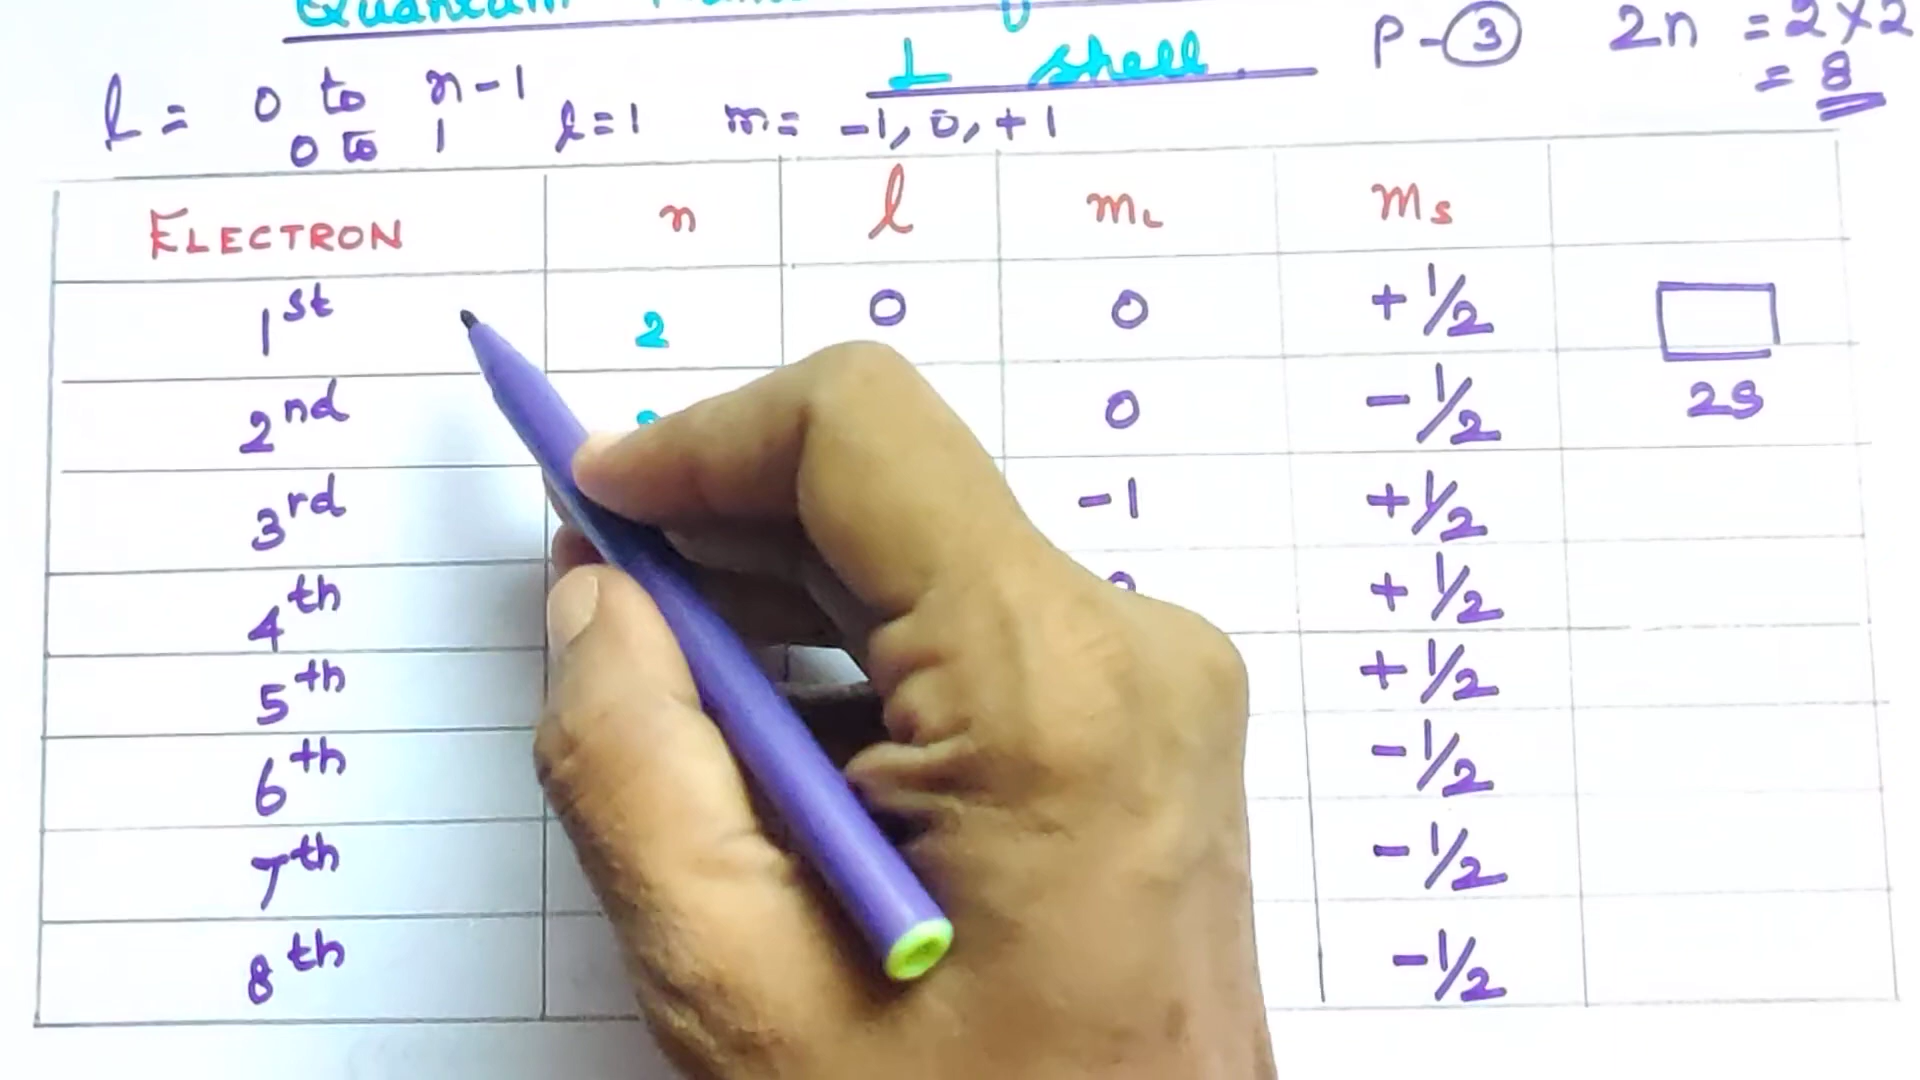 Quantum
L shell
P-③ 2n = 2×2
= 8
l = 0 to n-1
0 to 1 l=1 m= -1, 0, +1
ELECTRON n l mL ms
1st 2 0 0 +1/2
2nd 0 -1/2 2s
3rd -1 +1/2
4th +1/2
5th +1/2
6th -1/2
7th -1/2
8th -1/2